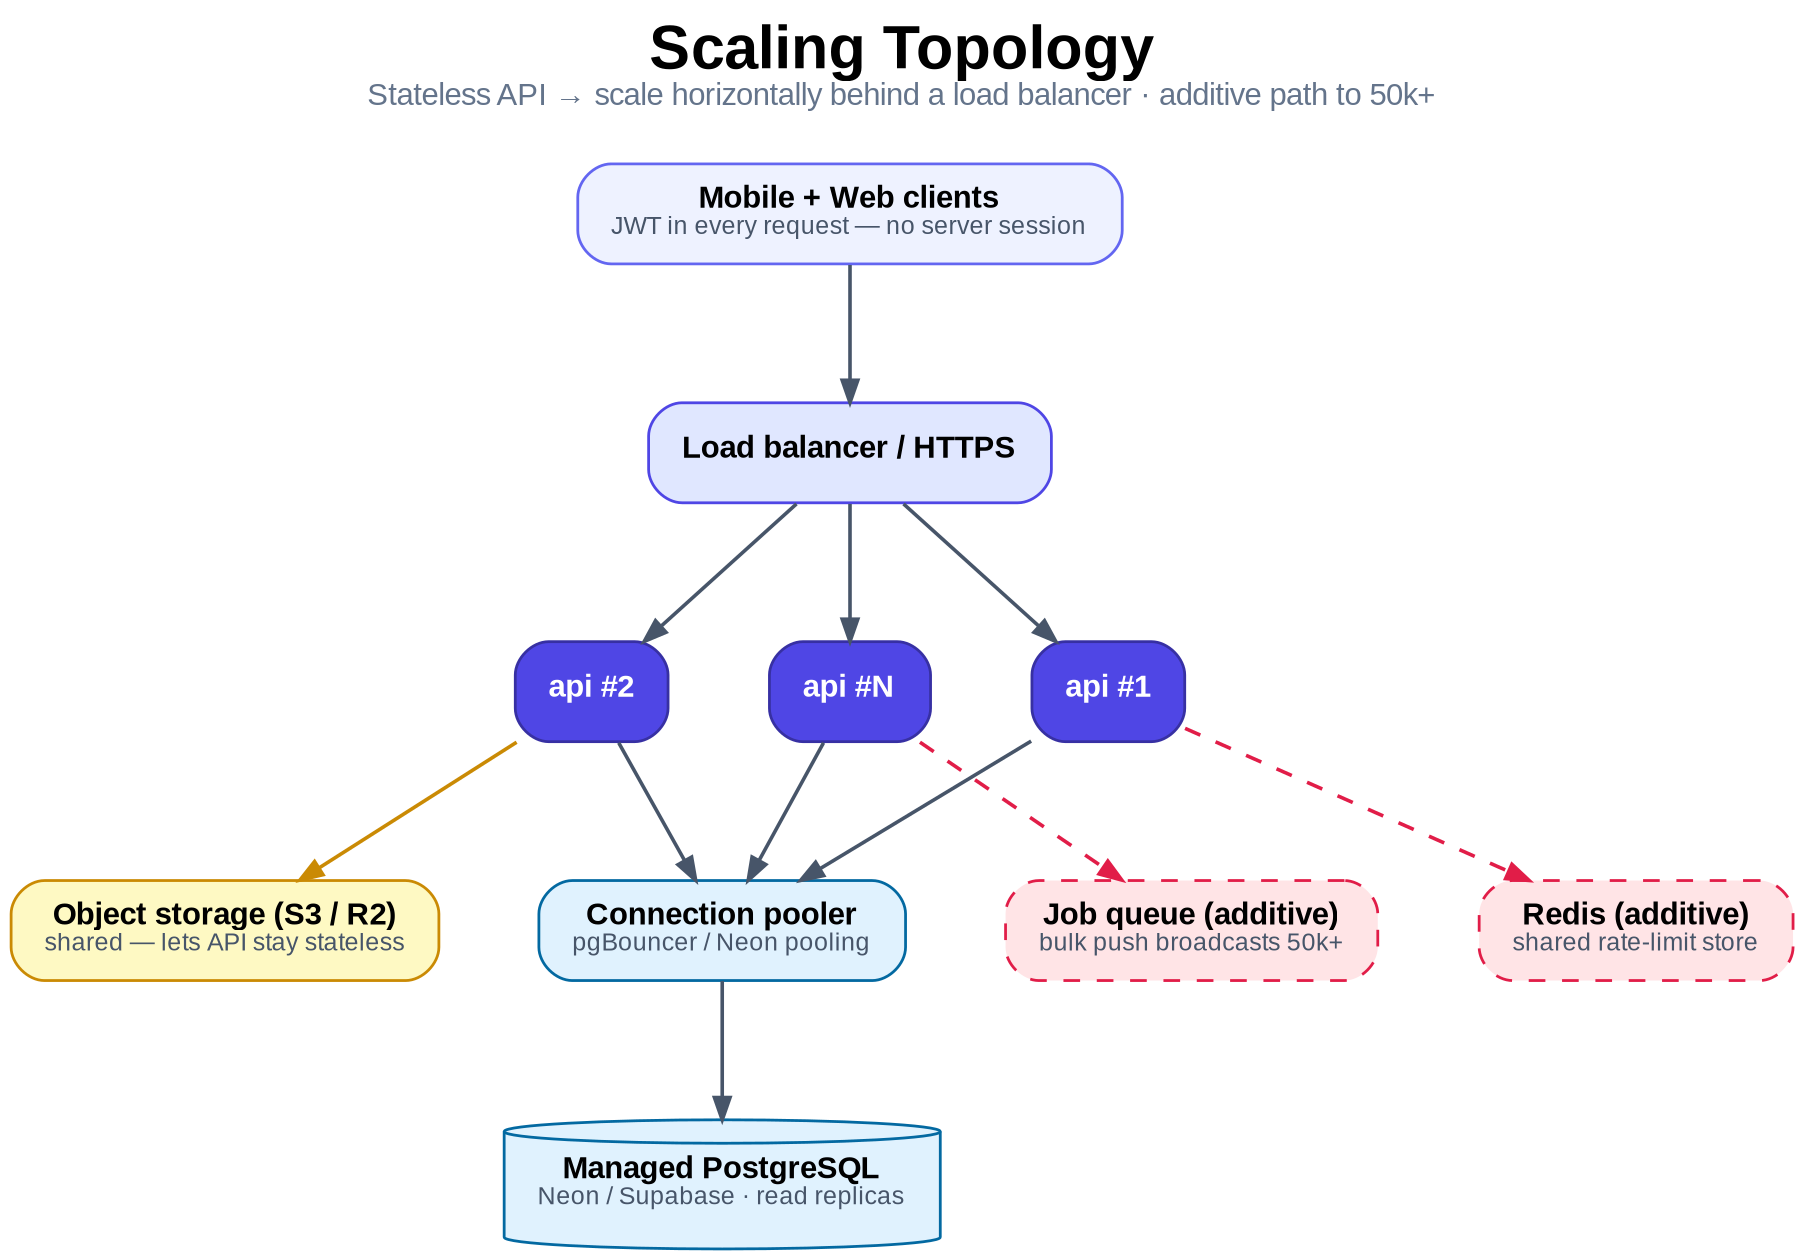 Scaling Topology
Stateless API → scale horizontally behind a load balancer · additive path to 50k+
Mobile + Web clients
JWT in every request — no server session
Load balancer / HTTPS
api #2
api #N
api #1
Object storage (S3 / R2)
shared — lets API stay stateless
Connection pooler
pgBouncer / Neon pooling
Job queue (additive)
bulk push broadcasts 50k+
Redis (additive)
shared rate-limit store
Managed PostgreSQL
Neon / Supabase · read replicas